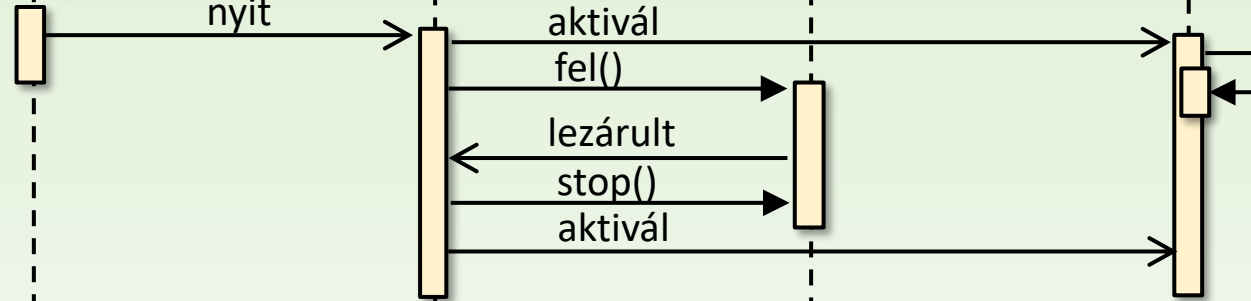 nyit
aktivál
fel()
lezárult
stop()
aktivál